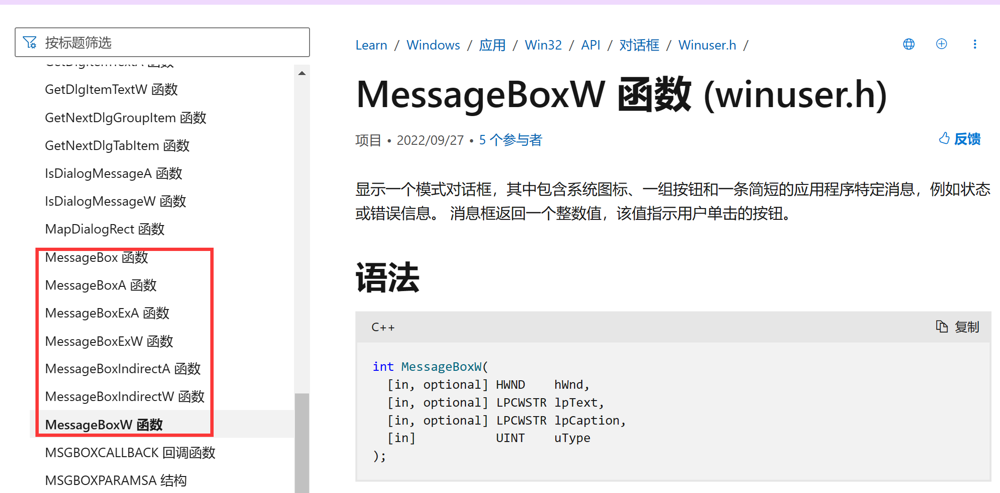 按标题筛选
GetDlgItemTextA 函数
GetDlgItemTextW 函数
GetNextDlgGroupItem 函数
GetNextDlgTabItem 函数
IsDialogMessageA 函数
IsDialogMessageW 函数
MapDialogRect 函数
MessageBox 函数
MessageBoxA 函数
MessageBoxExA 函数
MessageBoxExW 函数
MessageBoxIndirectA 函数
MessageBoxIndirectW 函数
MessageBoxW 函数
MSGBOXCALLBACK 回调函数
MSGBOXPARAMSA 结构
Learn / Windows / 应用 / Win32 / API / 对话框 / Winuser.h /
MessageBoxW 函数 (winuser.h)
项目 • 2022/09/27 • 5 个参与者
反馈
显示一个模式对话框，其中包含系统图标、一组按钮和一条简短的应用程序特定消息，例如状态
或错误信息。 消息框返回一个整数值，该值指示用户单击的按钮。
语法
C++
复制
int MessageBoxW(
  [in, optional] HWND    hWnd,
  [in, optional] LPCWSTR lpText,
  [in, optional] LPCWSTR lpCaption,
  [in]           UINT    uType
);